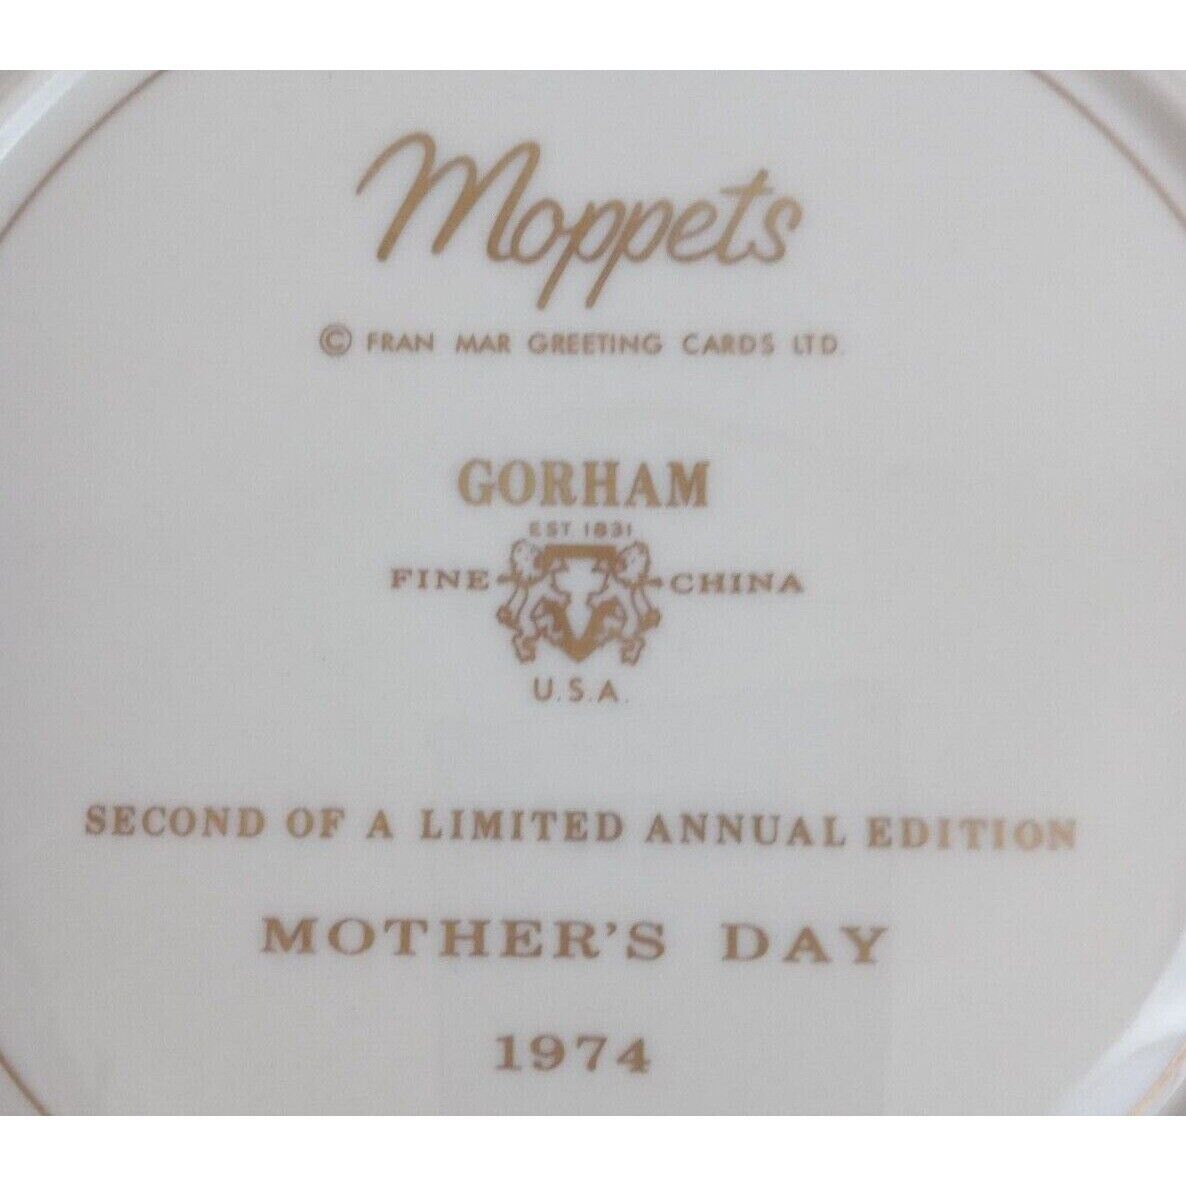 Moppets
© FRAN MAR GREETING CARDS LTD.
GORHAM
EST 1831
FINE CHINA
U.S.A.
SECOND OF A LIMITED ANNUAL EDITION
MOTHER'S DAY
1974